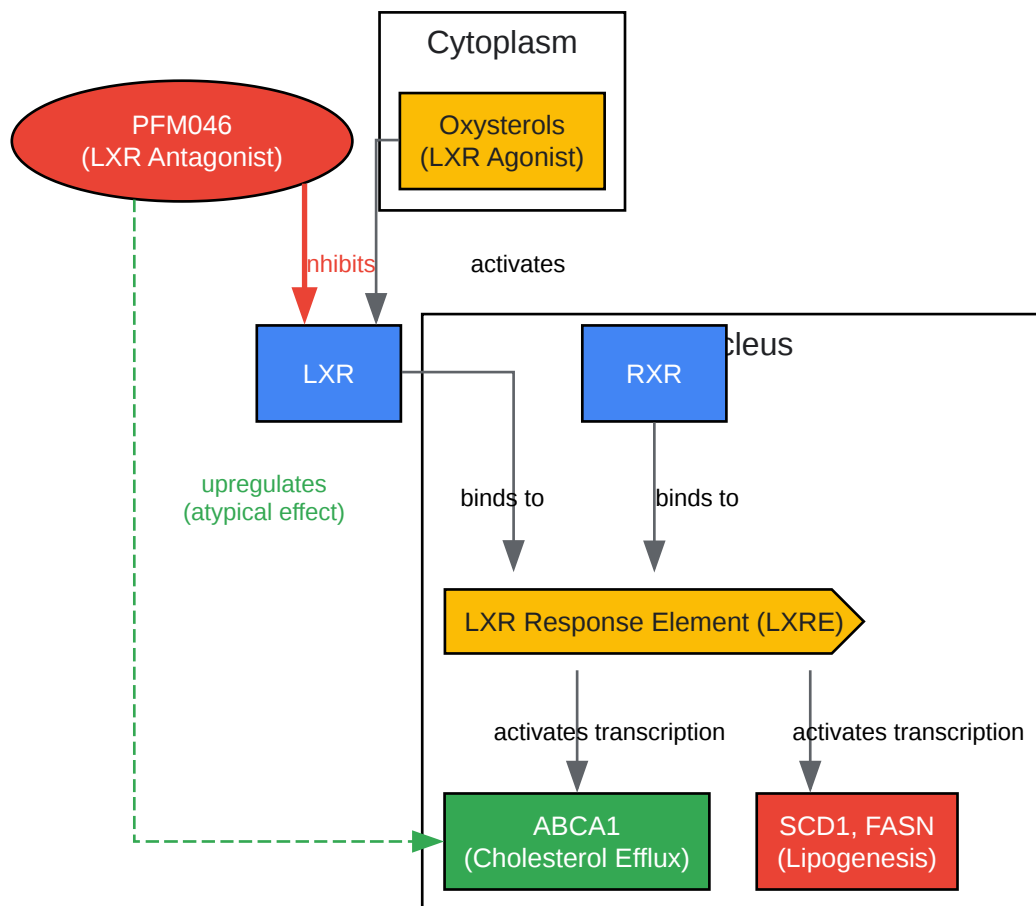 Cytoplasm
PFM046
(LXR Antagonist)
Oxysterols
(LXR Agonist)
nhibits
activates
cleus
LXR
RXR
upregulates
(atypical effect)
binds to
binds to
LXR Response Element (LXRE)
activates transcription
activates transcription
ABCA1
(Cholesterol Efflux)
SCD1, FASN
(Lipogenesis)